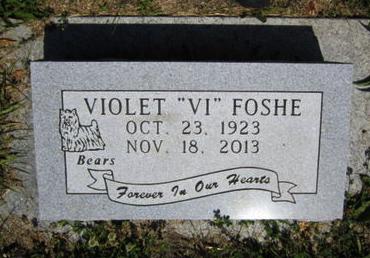 VIOLET "VI" FOSHE
OCT. 23, 1923
NOV. 18, 2013
Bears
Forever In Our Hearts